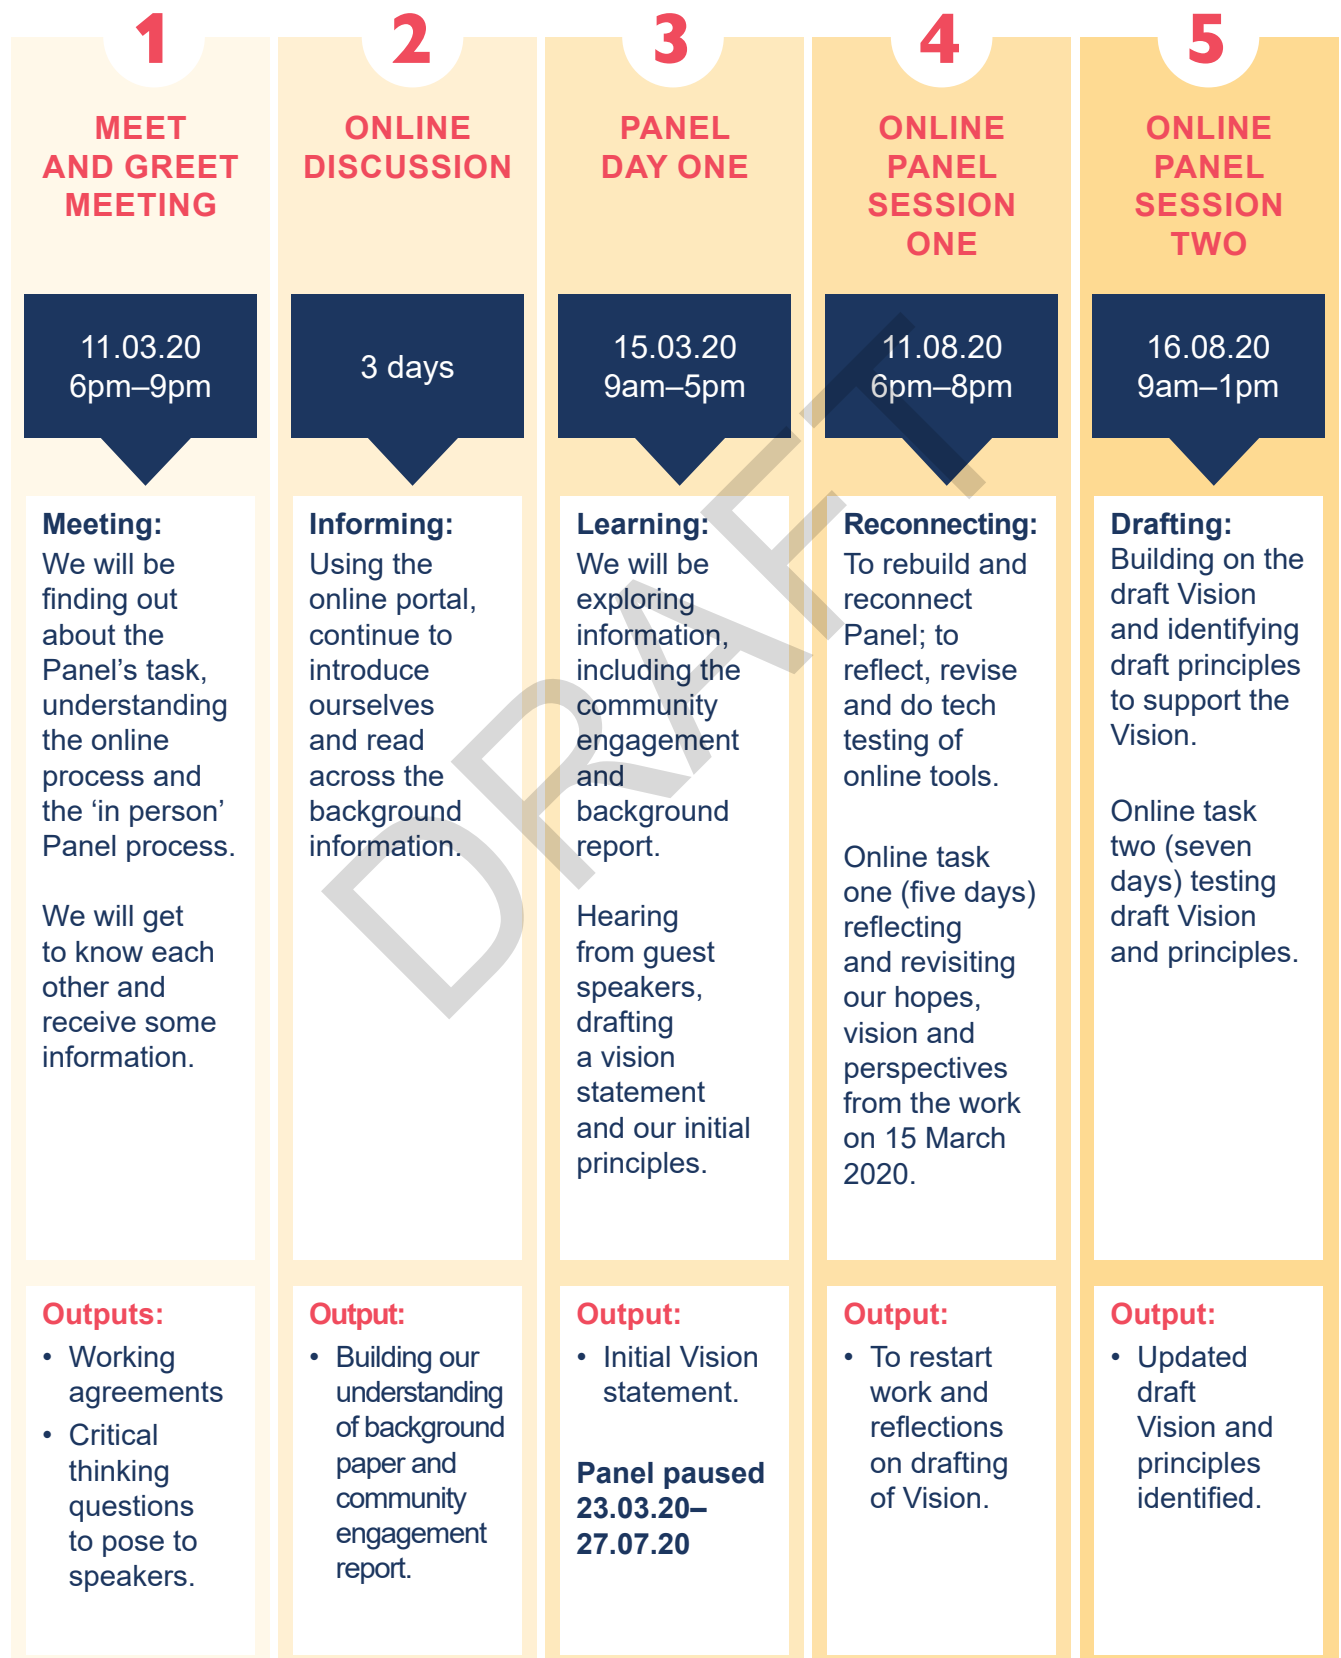 1
MEET
AND GREET
MEETING
11.03.20
6pm–9pm
Meeting:
We will be
finding out
about the
Panel's task,
understanding
the online
process and
the ‘in person’
Panel process.
We will get
to know each
other and
receive some
information.
Outputs:
• Working
agreements
• Critical
thinking
questions
to pose to
speakers.
2
ONLINE
DISCUSSION
3 days
Informing:
Using the
online portal,
continue to
introduce
ourselves
and read
across the
background
information.
Output:
• Building our
understanding
of background
paper and
community
engagement
report.
3
PANEL
DAY ONE
15.03.20
9am–5pm
Learning:
We will be
exploring
information,
including the
community
engagement
and
background
report.
Hearing
from guest
speakers,
drafting
a vision
statement
and our initial
principles.
Output:
• Initial Vision
statement.
Panel paused
23.03.20–
27.07.20
4
ONLINE
PANEL
SESSION
ONE
11.08.20
6pm–8pm
Reconnecting:
To rebuild and
reconnect
Panel; to
reflect, revise
and do tech
testing of
online tools.
Online task
one (five days)
reflecting
and revisiting
our hopes,
vision and
perspectives
from the work
on 15 March
2020.
Output:
• To restart
work and
reflections
on drafting
of Vision.
5
ONLINE
PANEL
SESSION
TWO
16.08.20
9am–1pm
Drafting:
Building on the
draft Vision
and identifying
draft principles
to support the
Vision.
Online task
two (seven
days) testing
draft Vision
and principles.
Output:
• Updated
draft
Vision and
principles
identified.
DRAFT